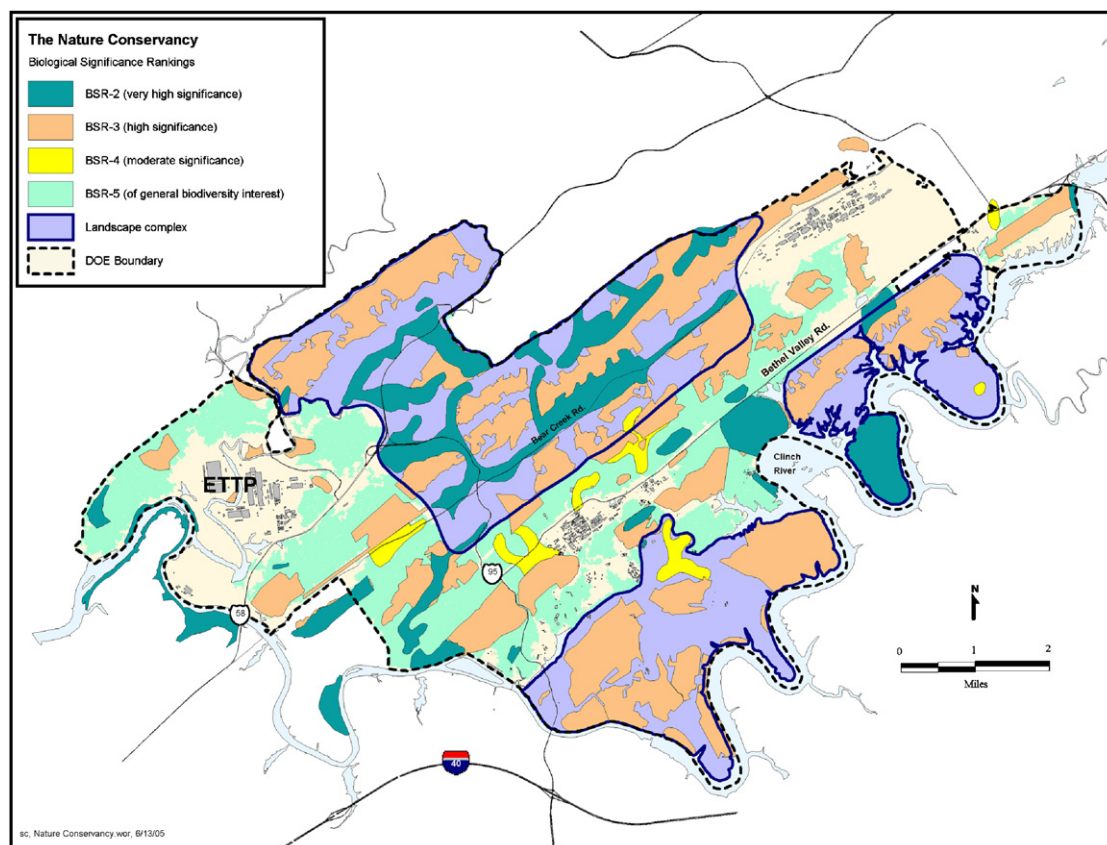 The Nature Conservancy
Biological Significance Rankings
BSR-2 (very high significance)
BSR-3 (high significance)
BSR-4 (moderate significance)
BSR-5 (of general biodiversity interest)
Landscape complex
DOE Boundary
Bethel Valley Rd.
Bear Creek Rd.
Clinch
River
ETTP
95
58
N
0 1 2
Miles
40
sc, Nature Conservancy.wor, 6/13/05